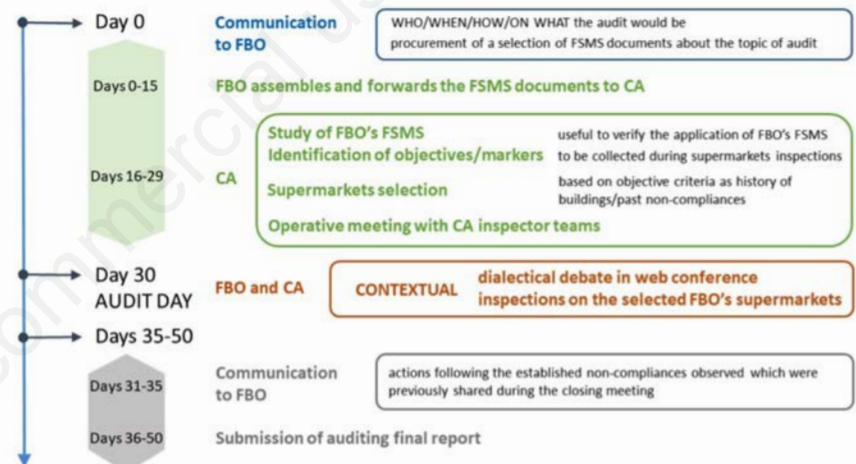 Day 0
Communication
to FBO
WHO/WHEN/HOW/ON WHAT the audit would be
procurement of a selection of FSMS documents about the topic of audit
Days 0-15
FBO assembles and forwards the FSMS documents to CA
Days 16-29
CA
Study of FBO's FSMS
Identification of objectives/markers
useful to verify the application of FBO's FSMS
to be collected during supermarkets inspections
Supermarkets selection
based on objective criteria as history of
buildings/past non-compliances
Operative meeting with CA inspector teams
Day 30
AUDIT DAY
FBO and CA
CONTEXTUAL
dialectical debate in web conference
inspections on the selected FBO's supermarkets
Days 35-50
Days 31-35
Communication
to FBO
actions following the established non-compliances observed which were
previously shared during the closing meeting
Days 36-50
Submission of auditing final report
commercial us